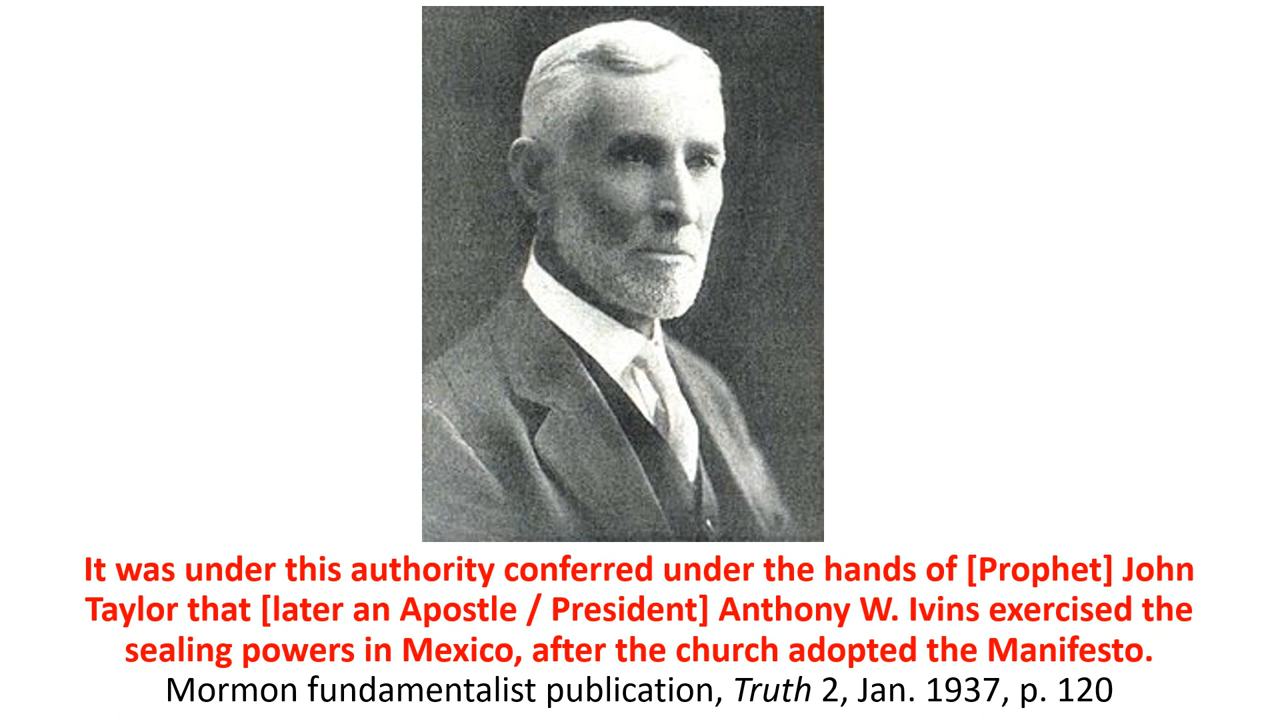 It was under this authority conferred under the hands of [Prophet] John
Taylor that [later an Apostle / President] Anthony W. Ivins exercised the
sealing powers in Mexico, after the church adopted the Manifesto.
Mormon fundamentalist publication, Truth 2, Jan. 1937, p. 120